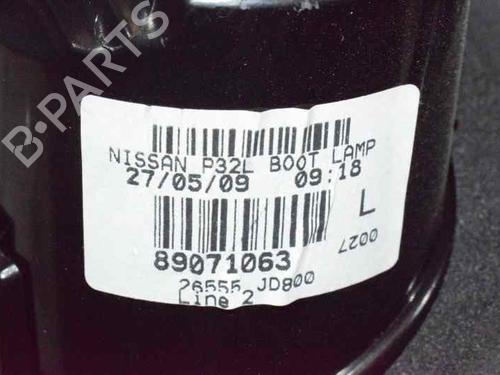 B-PARTS
NISSAN P32L BOOT LAMP
27/05/09 09:18
L
0027
89071063
26555 JD800
Line 2